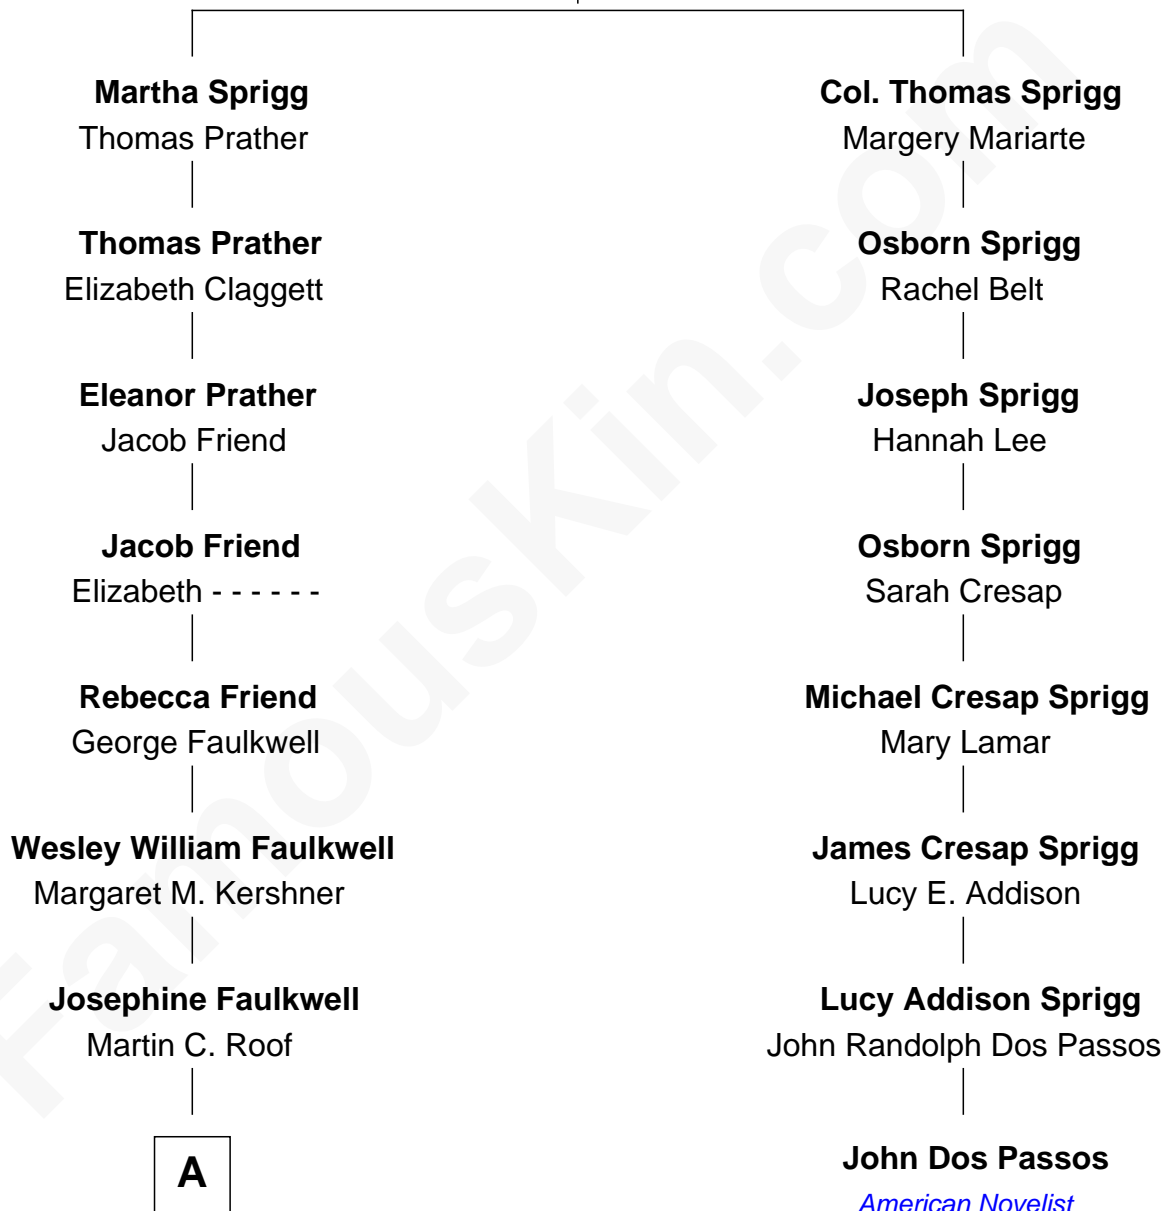 Martha Sprigg
Thomas Prather
Thomas Prather
Elizabeth Claggett
Eleanor Prather
Jacob Friend
Jacob Friend
Elizabeth - - - - - -
Rebecca Friend
George Faulkwell
Wesley William Faulkwell
Margaret M. Kershner
Josephine Faulkwell
Martin C. Roof
A
Col. Thomas Sprigg
Margery Mariarte
Osborn Sprigg
Rachel Belt
Joseph Sprigg
Hannah Lee
Osborn Sprigg
Sarah Cresap
Michael Cresap Sprigg
Mary Lamar
James Cresap Sprigg
Lucy E. Addison
Lucy Addison Sprigg
John Randolph Dos Passos
John Dos Passos
American Novelist
FamousKin.com